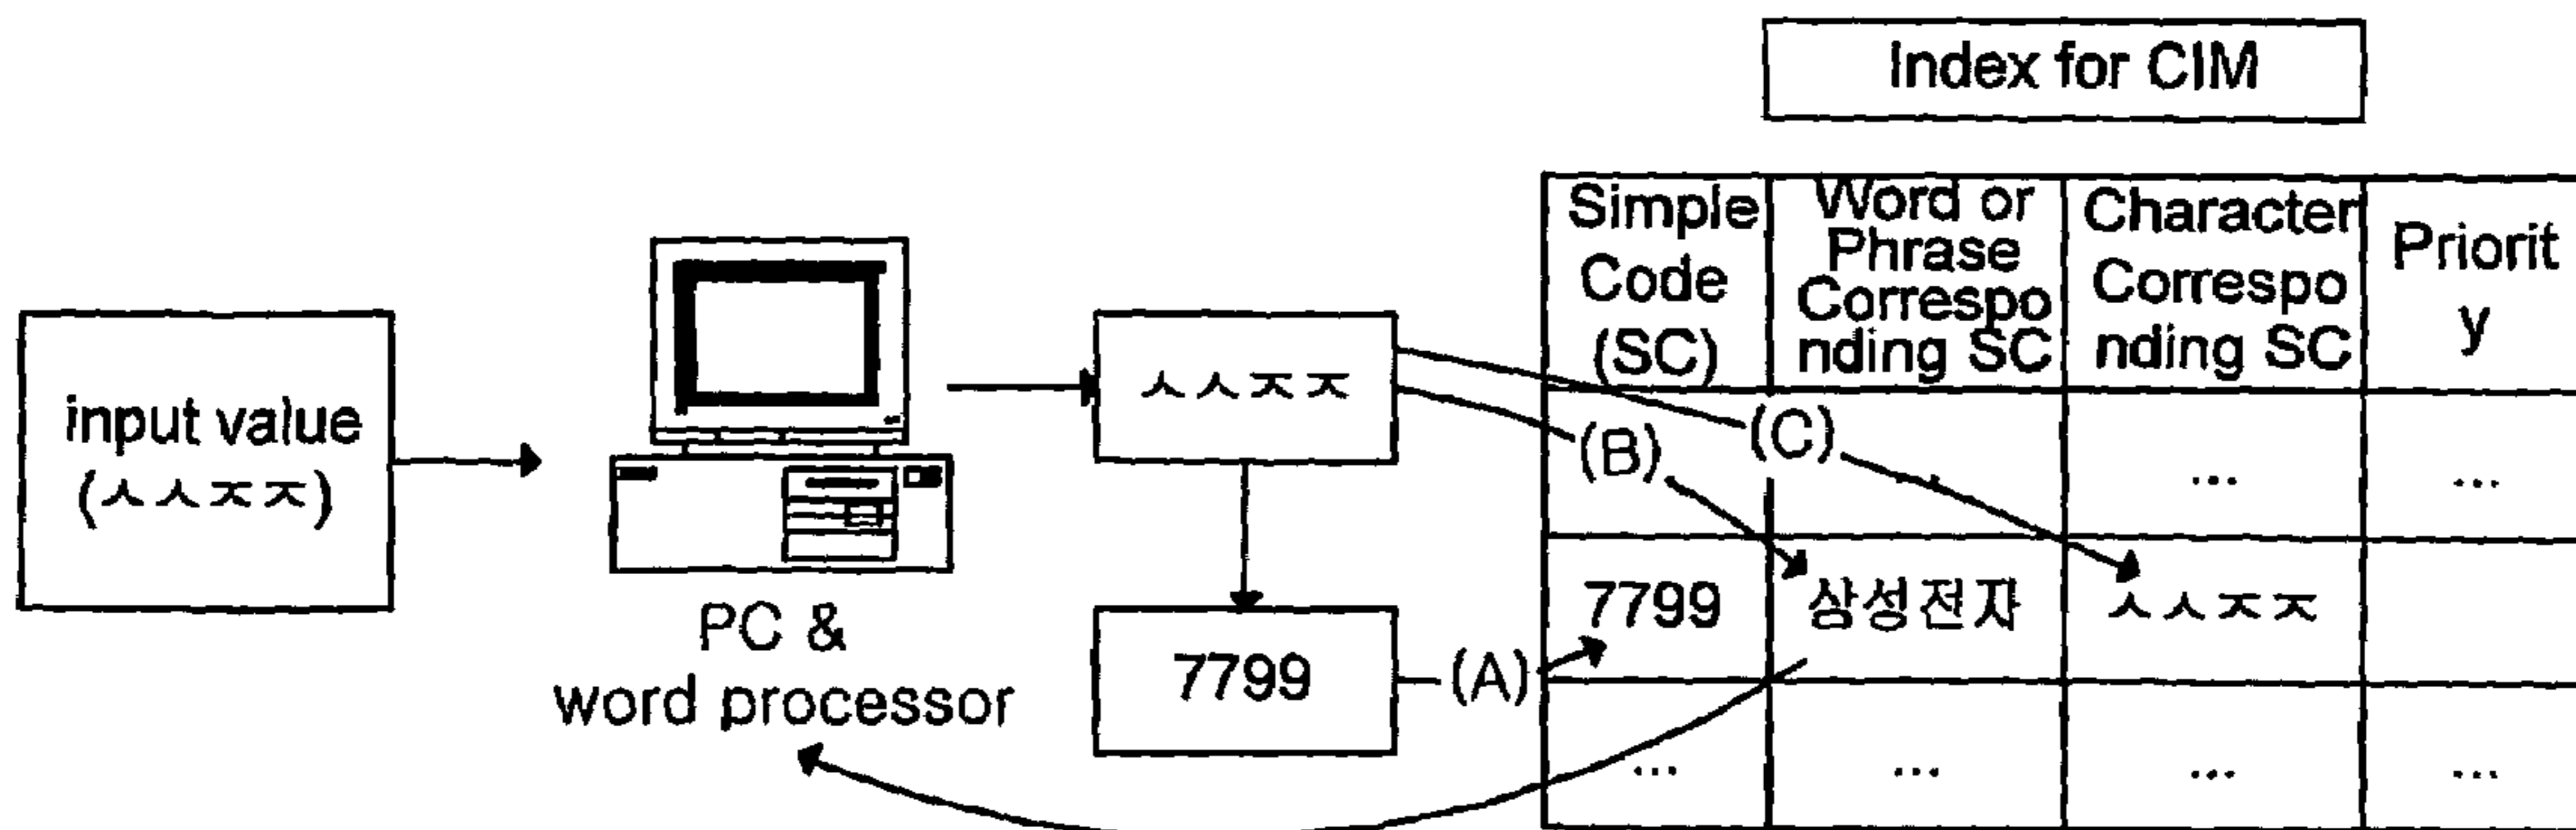 Index for CIM
Simple
Code
(SC)
Word or
Phrase
Correspo
nding SC
Character
Correspo
nding SC
Priorit
y
input value
(ㅅㅅㅈㅈ)
PC &
word processor
ㅅㅅㅈㅈ
7799
(A)
(B)
(C)
... ...
7799 삼성전자 ㅅㅅㅈㅈ
... ... ... ...